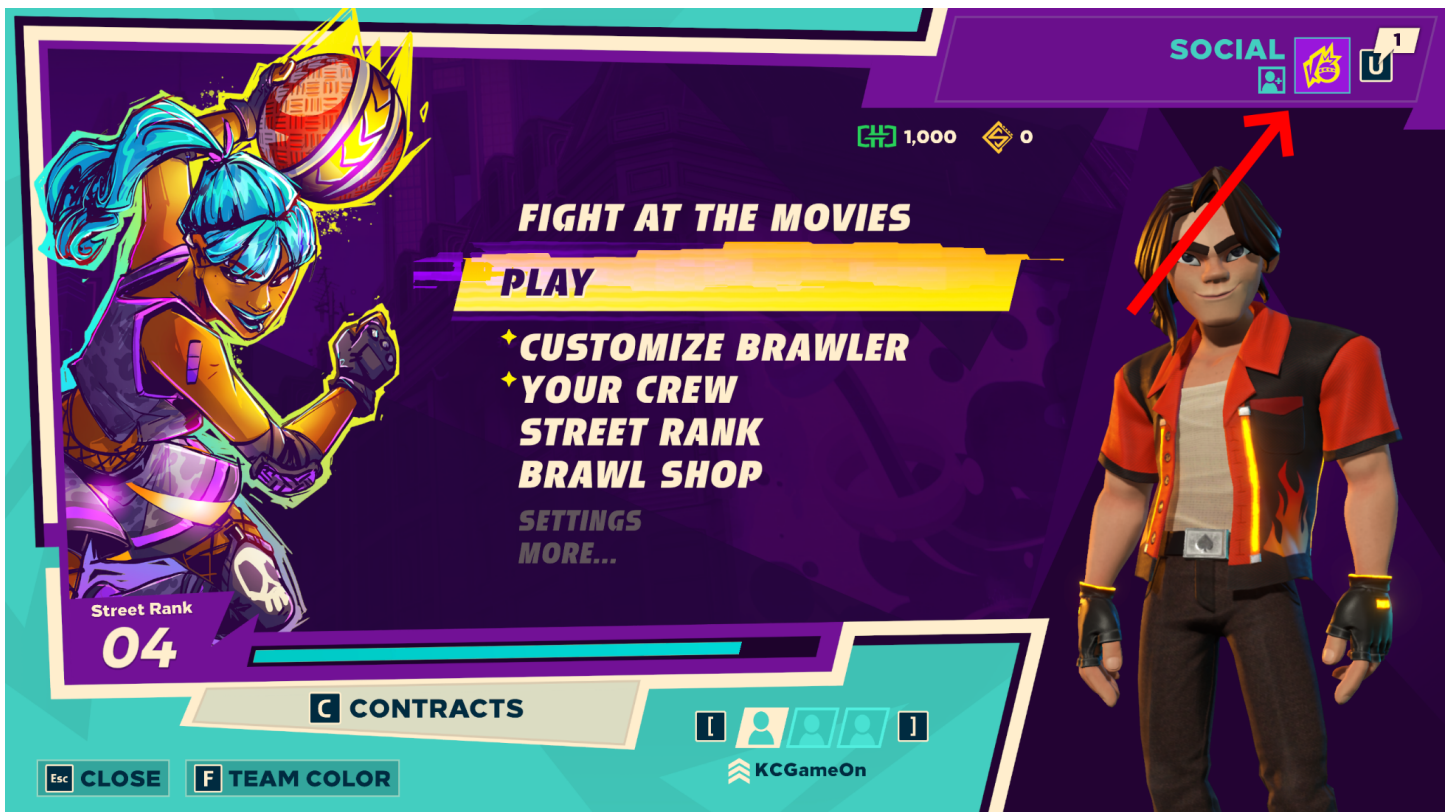 SOCIAL
U
1
1,000
0
FIGHT AT THE MOVIES
PLAY
CUSTOMIZE BRAWLER
YOUR CREW
STREET RANK
BRAWL SHOP
SETTINGS
MORE...
Street Rank
04
C CONTRACTS
[ ]
KCGameOn
Esc CLOSE
F TEAM COLOR